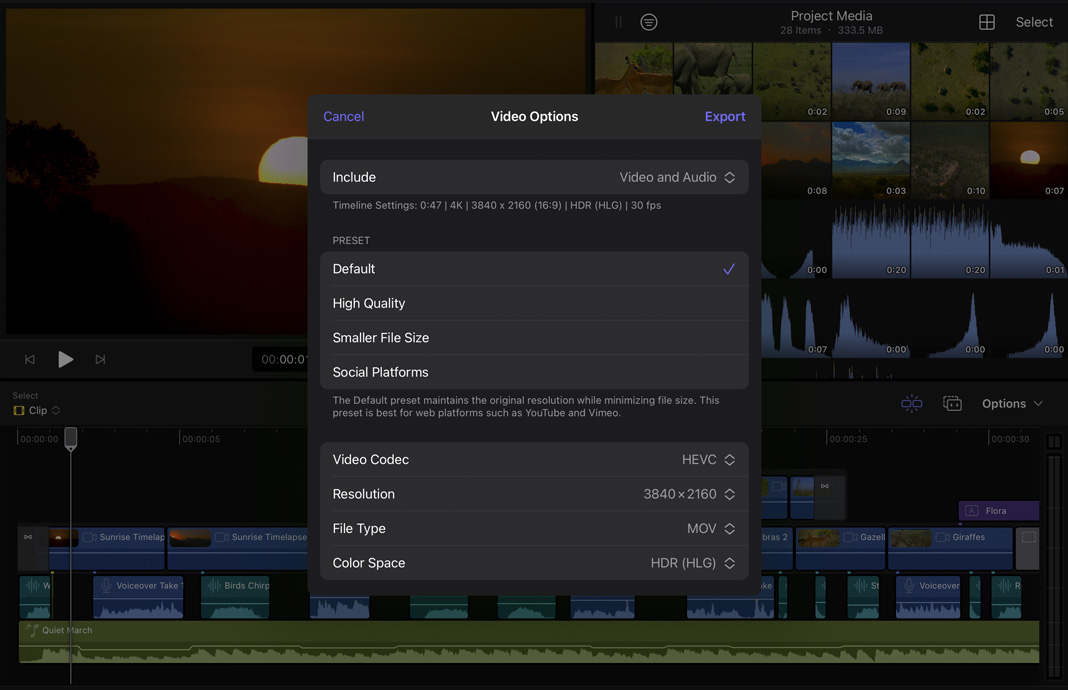 Project Media
28 Items · 333.5 MB
Select
0:02
0:09
0:02
0:05
0:08
0:03
0:10
0:07
0:00
0:20
0:20
0:01
0:07
0:00
0:00
0:00
Cancel
Video Options
Export
Include
Video and Audio
Timeline Settings: 0:47 | 4K | 3840 x 2160 (16:9) | HDR (HLG) | 30 fps
PRESET
Default
High Quality
Smaller File Size
Social Platforms
The Default preset maintains the original resolution while minimizing file size. This
preset is best for web platforms such as YouTube and Vimeo.
Video Codec
HEVC
Resolution
3840 × 2160
File Type
MOV
Color Space
HDR (HLG)
00:00:01
Select
Clip
Options
00:00:00
00:00:05
00:00:25
00:00:30
A Flora
Sunrise Timelap
Sunrise Timelapse
bras 2
Gazell
Giraffes
W
Voiceover Take
Birds Chirp
ke
St
Voiceover
R
Quiet March